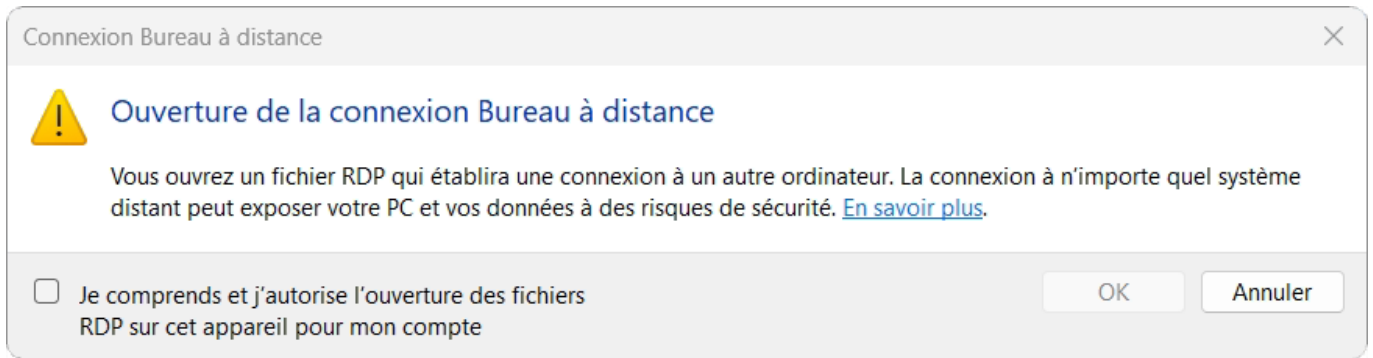 Connexion Bureau à distance
Ouverture de la connexion Bureau à distance
Vous ouvrez un fichier RDP qui établira une connexion à un autre ordinateur. La connexion à n’importe quel système
distant peut exposer votre PC et vos données à des risques de sécurité. En savoir plus.
Je comprends et j’autorise l’ouverture des fichiers
RDP sur cet appareil pour mon compte
OK
Annuler